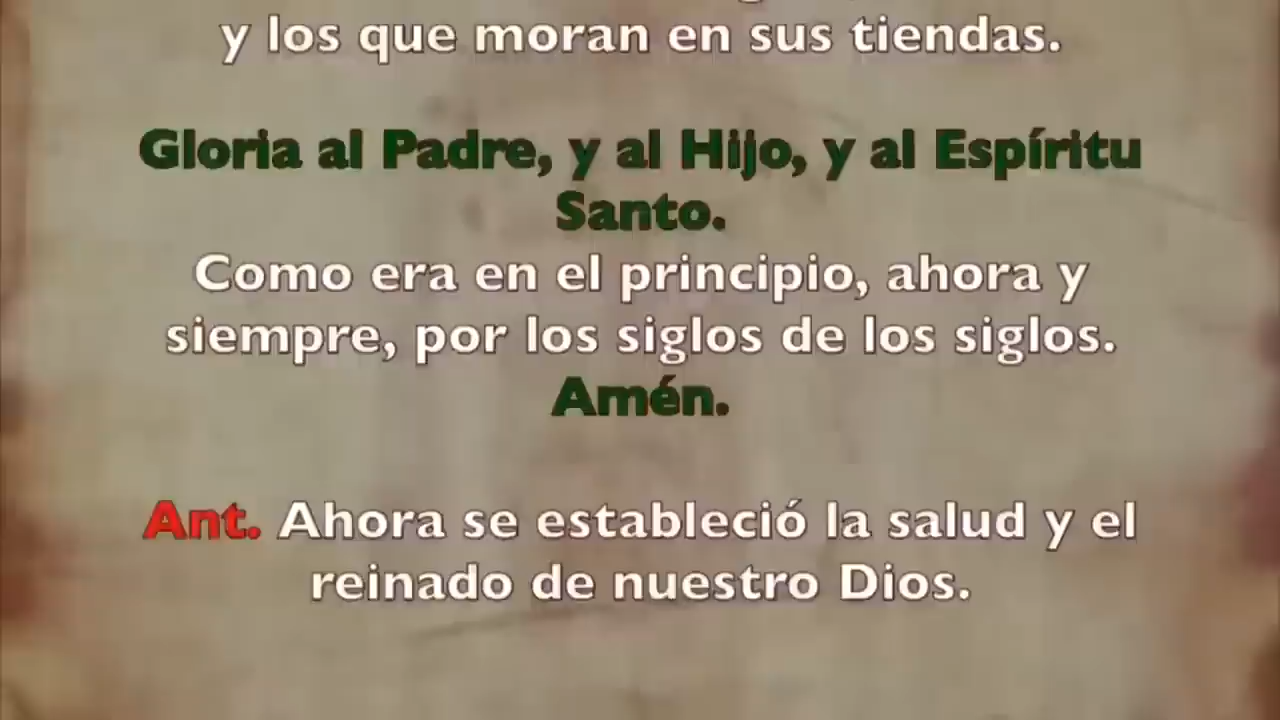 y los que moran en sus tiendas.
Gloria al Padre, y al Hijo, y al Espíritu
Santo.
Como era en el principio, ahora y
siempre, por los siglos de los siglos.
Amén.
Ant. Ahora se estableció la salud y el
reinado de nuestro Dios.